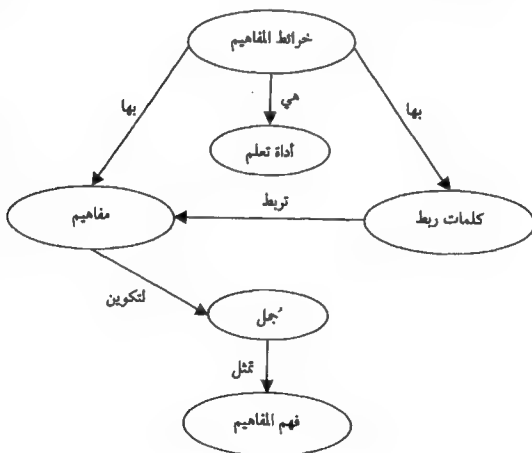 خرائط المفاهيم
بها
هي
بها
أداة تعلم
كلمات ربط
تربط
مفاهيم
لتكوين
جُمل
تمثل
فهم المفاهيم